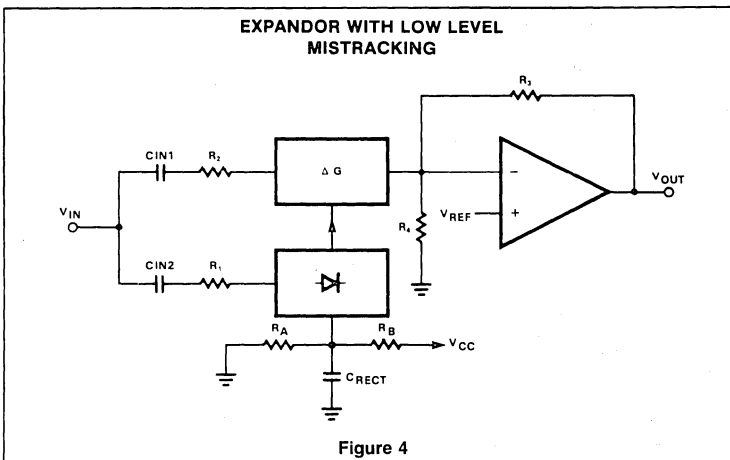 EXPANDOR WITH LOW LEVEL
MISTRACKING
R3
CIN1
R2
Δ G
VIN
VOUT
−
VREF
+
R4
CIN2
R1
RA
RB
VCC
CRECT
Figure 4